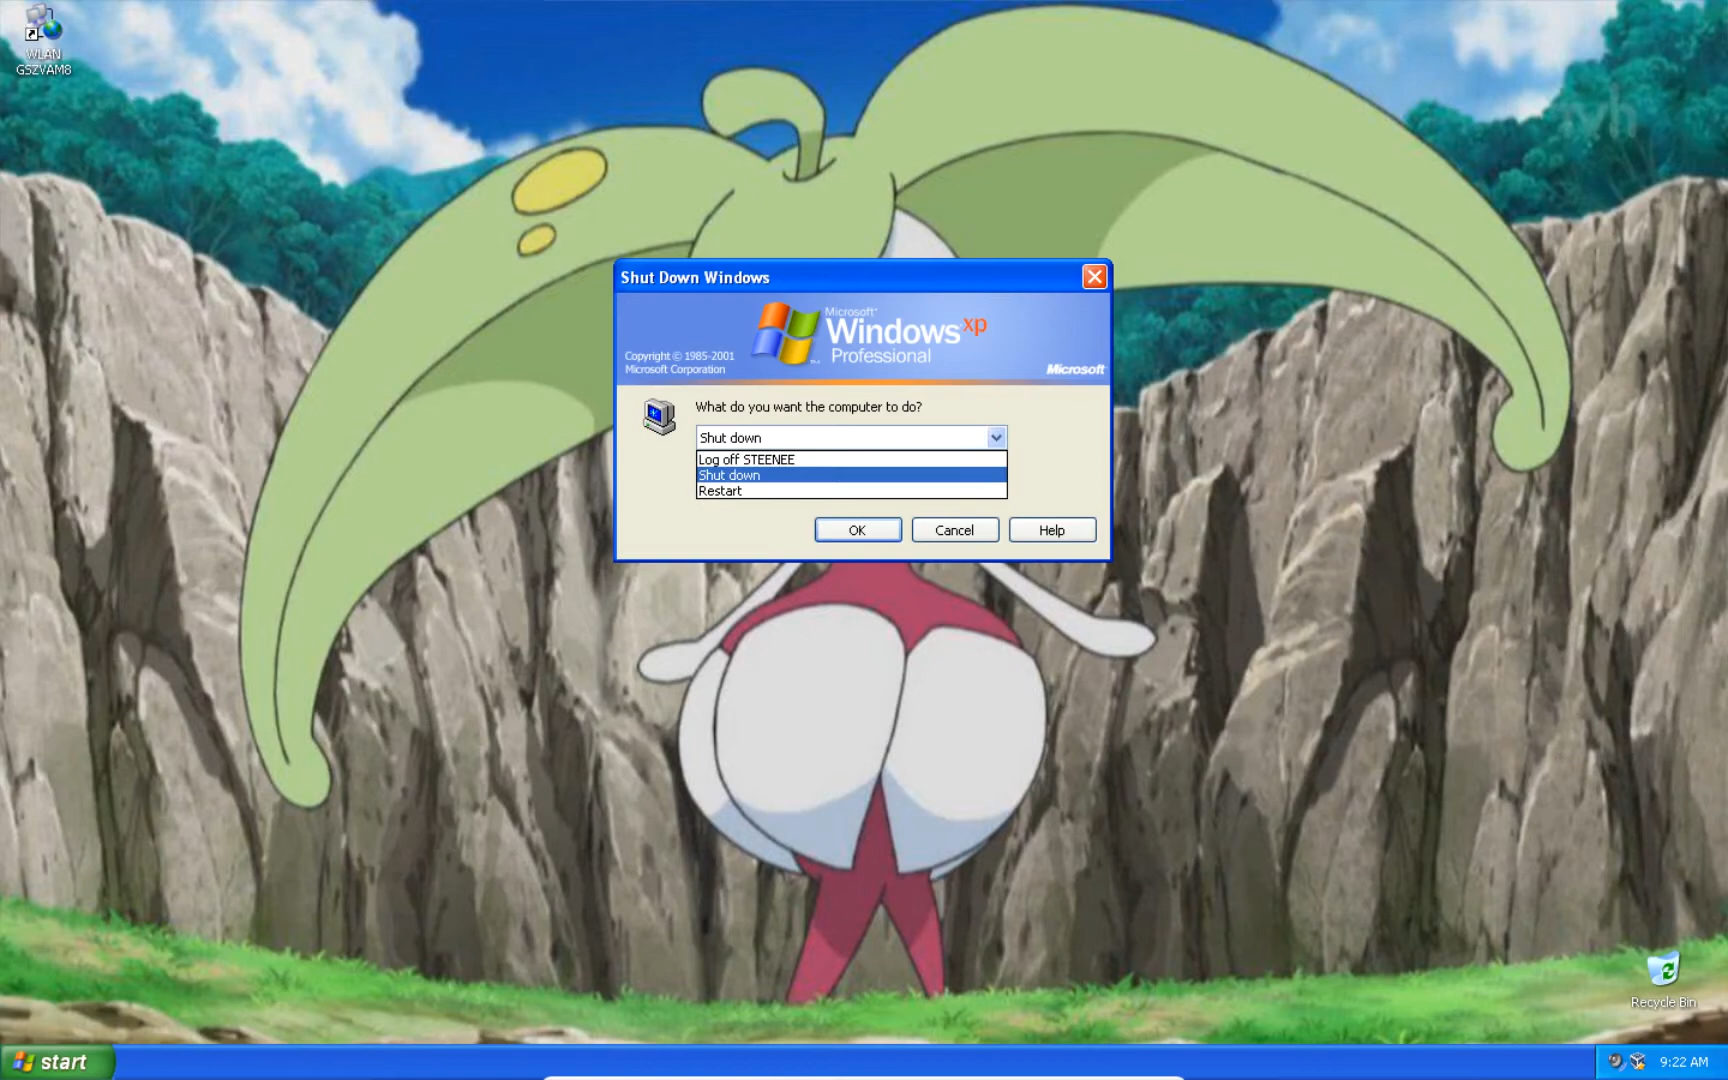 WLAN
GSZVAM8
Shut Down Windows
Microsoft®
Windows xp
Professional
Copyright © 1985-2001
Microsoft Corporation
Microsoft
What do you want the computer to do?
Shut down
Log off STEENEE
Shut down
Restart
OK
Cancel
Help
Recycle Bin
start
9:22 AM